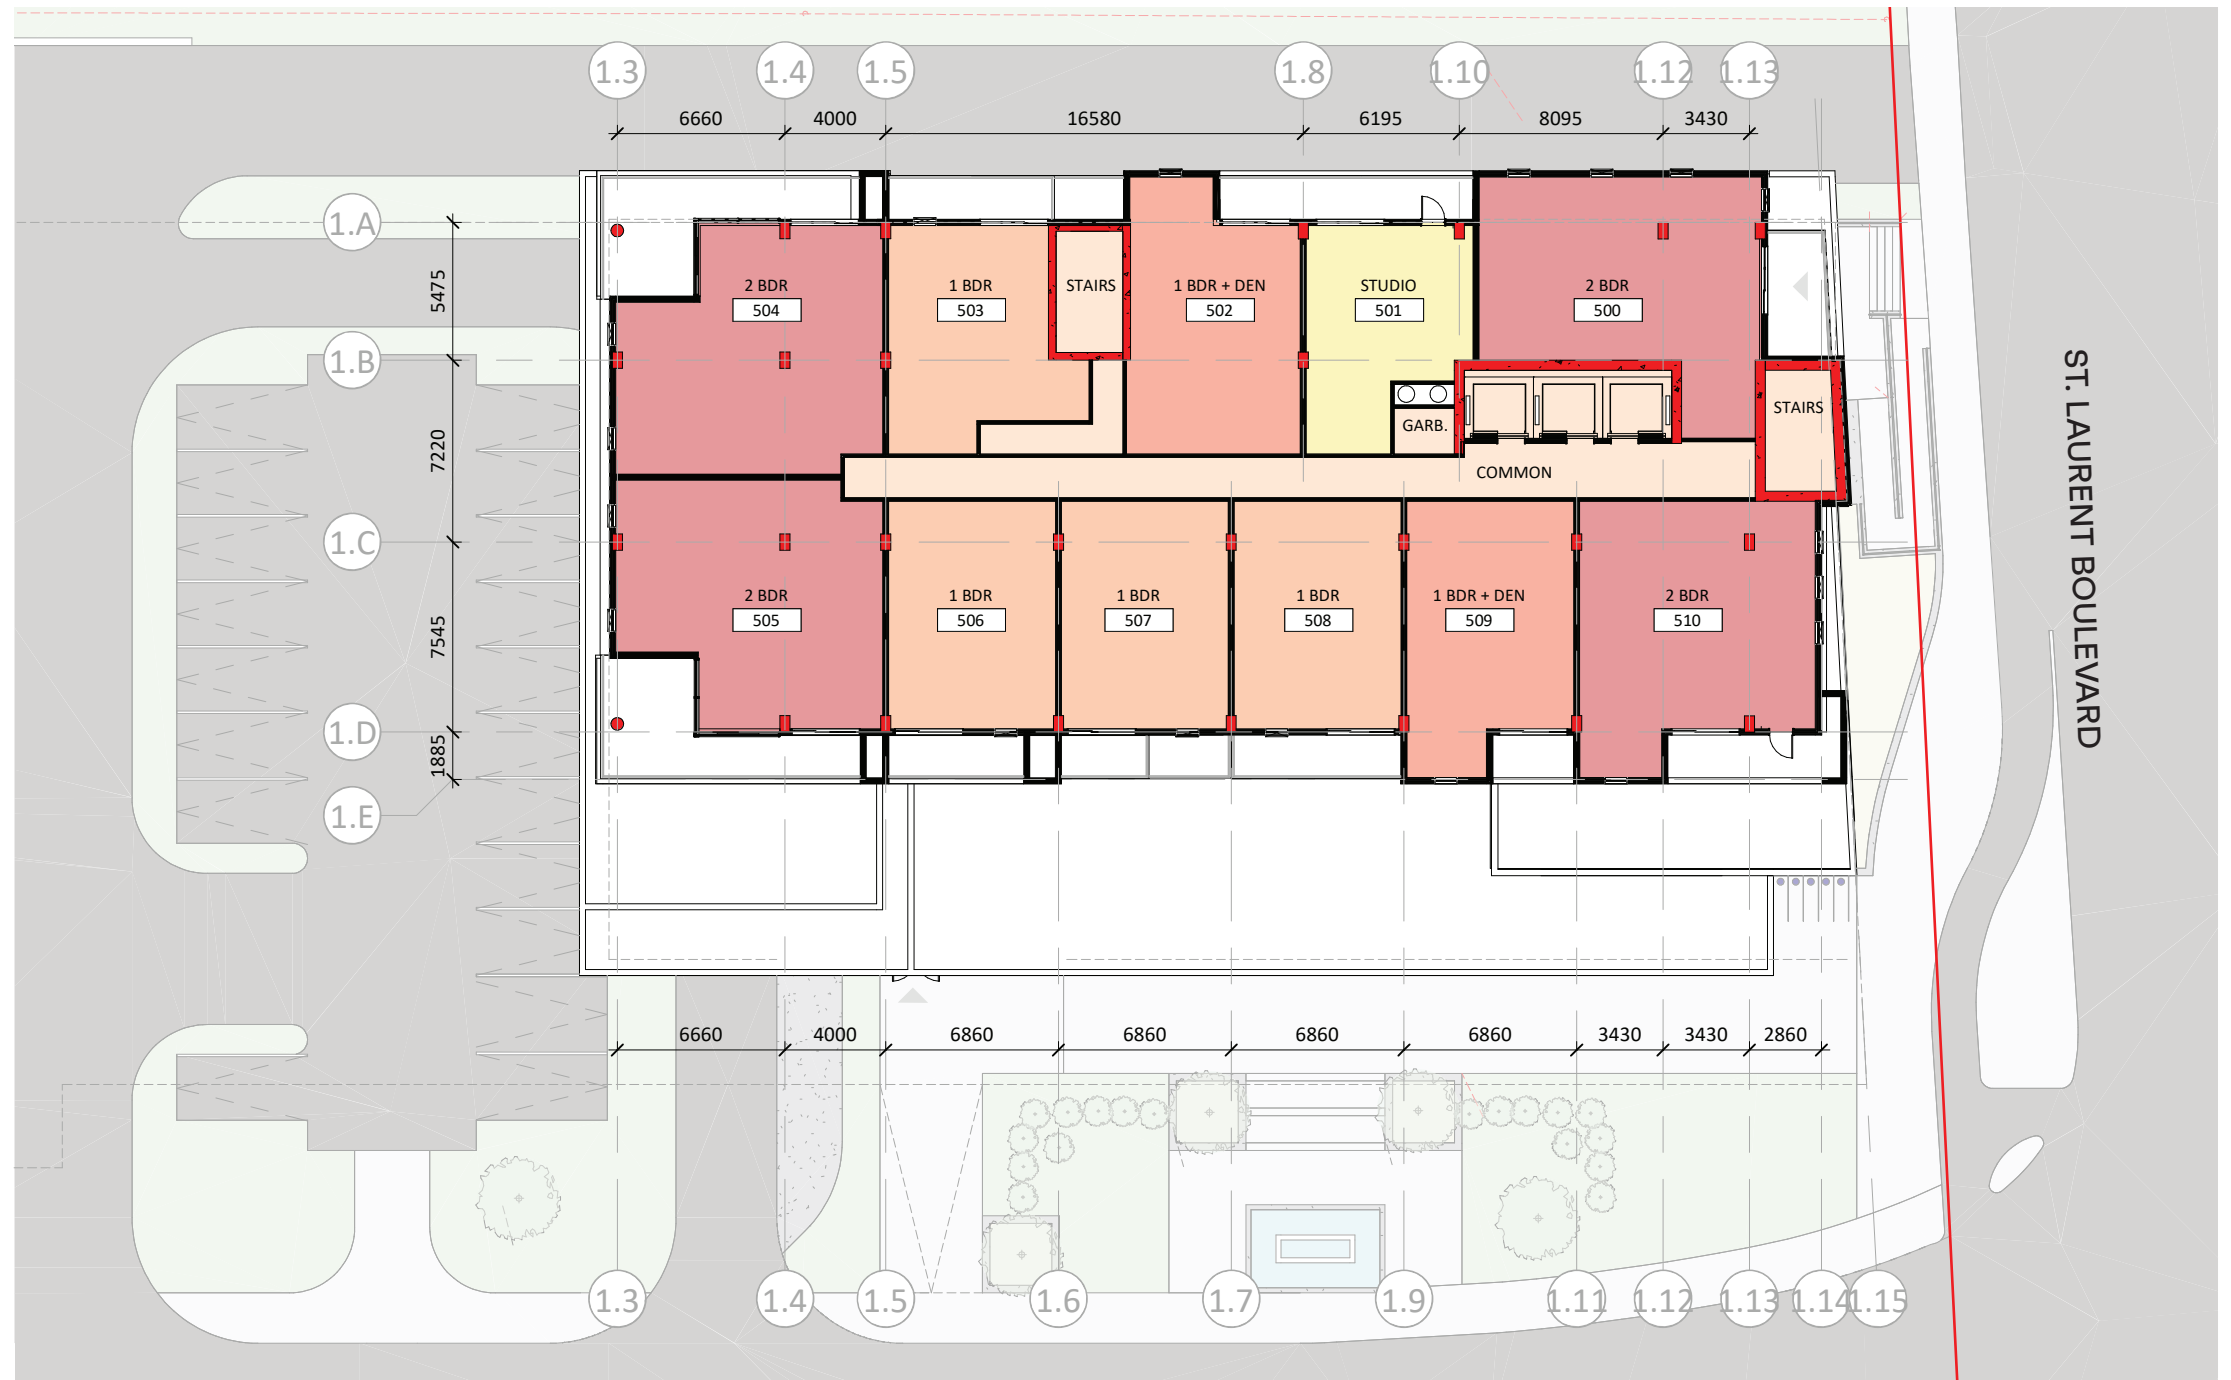 1.3 1.4 1.5 1.8 1.10 1.12 1.13
6660 4000 16580 6195 8095 3430
1.A
1.B
1.C
1.D
1.E
5475
7220
7545
1885
2 BDR
504
1 BDR
503
STAIRS
1 BDR + DEN
502
STUDIO
501
2 BDR
500
GARB.
STAIRS
COMMON
2 BDR
505
1 BDR
506
1 BDR
507
1 BDR
508
1 BDR + DEN
509
2 BDR
510
ST. LAURENT BOULEVARD
6660 4000 6860 6860 6860 6860 3430 3430 2860
1.3 1.4 1.5 1.6 1.7 1.9 1.11 1.12 1.13 1.14 1.15